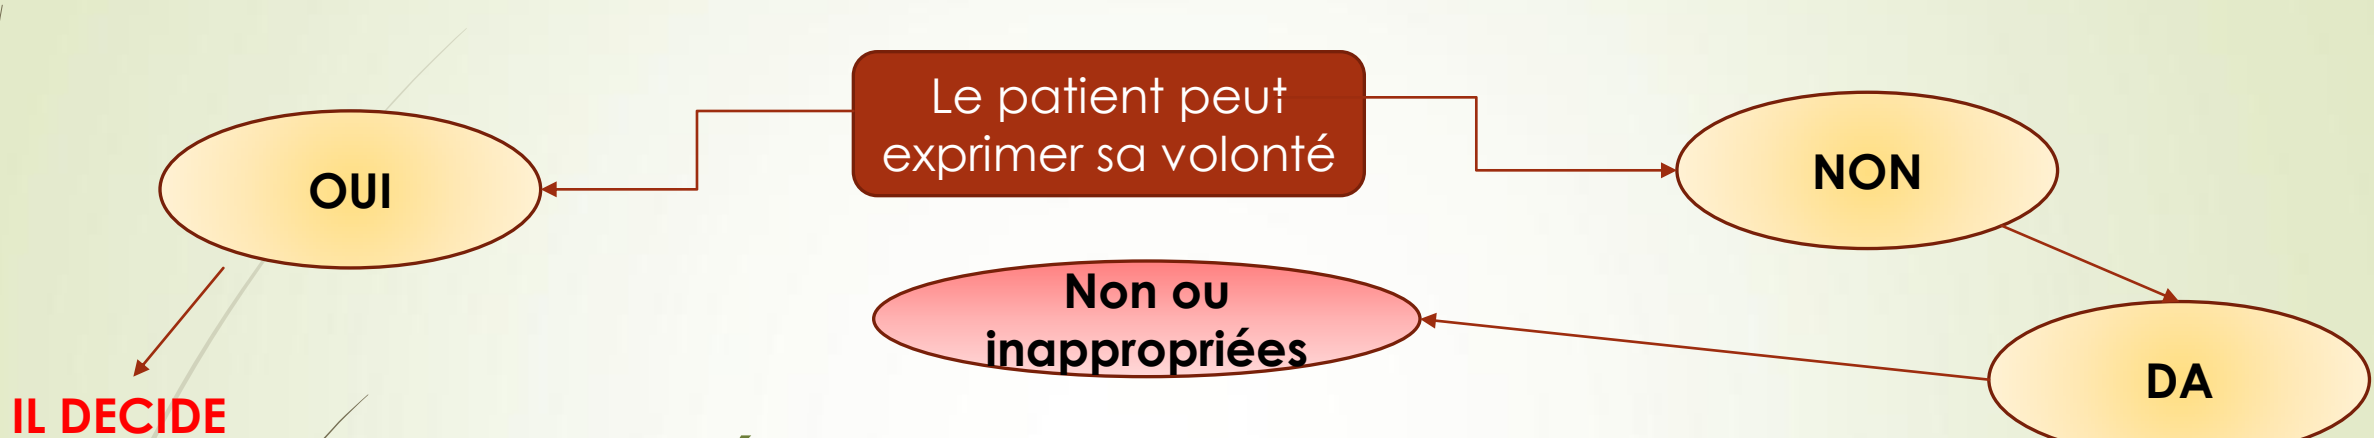 Le patient peut
exprimer sa volonté
OUI
NON
Non ou
inappropriées
DA
IL DECIDE